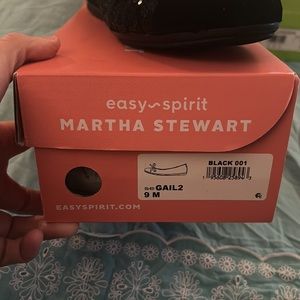 easy~spirit
MARTHA STEWART
BLACK 001
GAIL2
9 M
EASYSPIRIT.COM